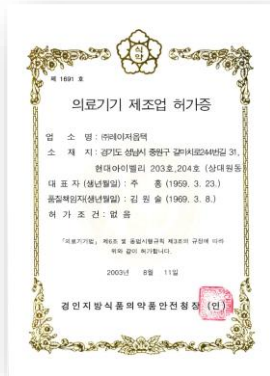 식약
제 1691 호
의료기기 제조업 허가증
업 소 명 : ㈜레이저옵텍
소 재 지 : 경기도 성남시 중원구 갈마치로244번길 31,
현대아이밸리 203호,204호 (상대원동
대 표 자 (생년월일) : 주 홍 (1959. 3. 23.)
품질책임자(생년월일) : 김 원 술 (1969. 3. 8.)
허 가 조 건 : 없 음
「의료기기법」 제6조 및 동법시행규칙 제3조의 규정에 따라
위와 같이 허가합니다.
2003년 8월 11일
경인지방식품의약품안전청장 (인)